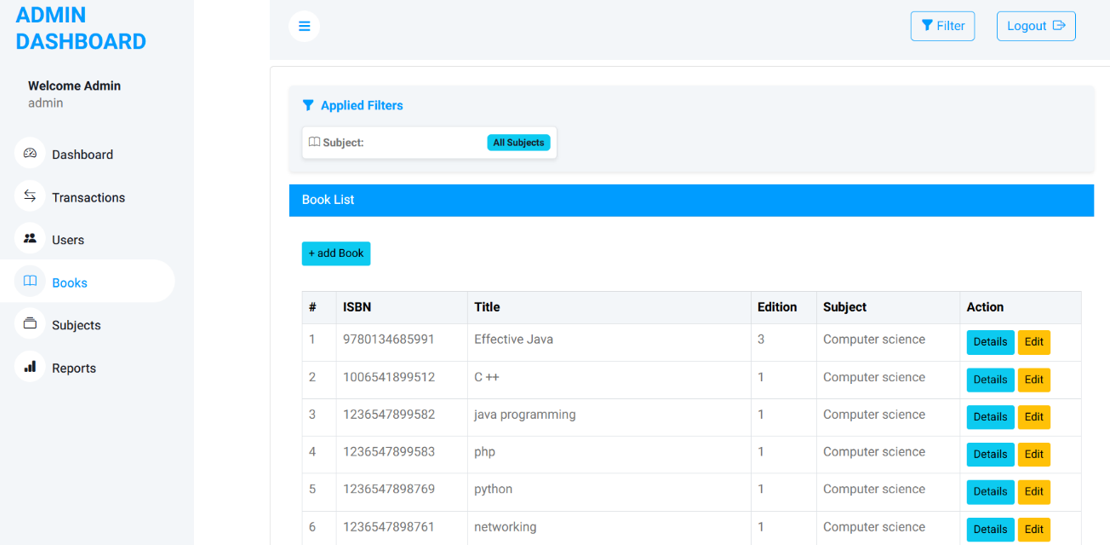 ADMIN
DASHBOARD
Welcome Admin
admin
Dashboard
Transactions
Users
Books
Subjects
Reports
Filter
Logout
Applied Filters
Subject: All Subjects
Book List
+ add Book
# ISBN Title Edition Subject Action
1 9780134685991 Effective Java 3 Computer science Details Edit
2 1006541899512 C ++ 1 Computer science Details Edit
3 1236547899582 java programming 1 Computer science Details Edit
4 1236547899583 php 1 Computer science Details Edit
5 1236547898769 python 1 Computer science Details Edit
6 1236547898761 networking 1 Computer science Details Edit